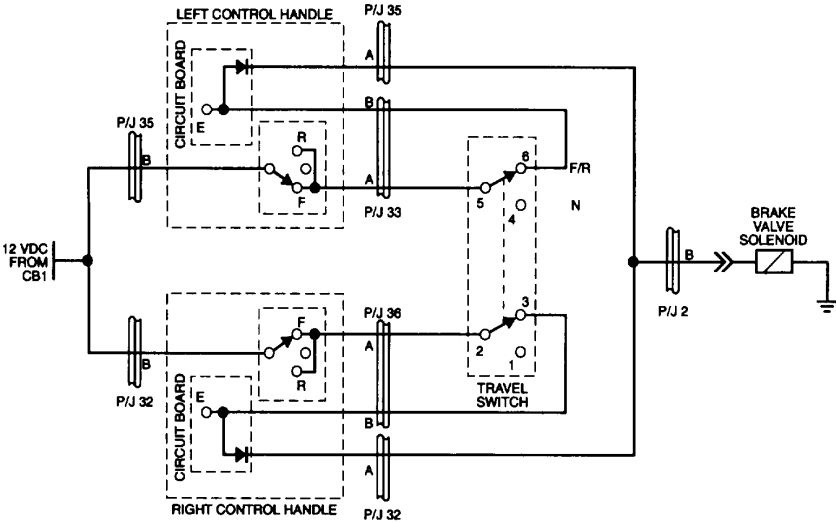 LEFT CONTROL HANDLE
P/J 35
A
CIRCUIT BOARD
E
B
P/J 35
B
R
F
A
P/J 33
6
F/R
5
4
N
12 VDC
FROM
CB1
BRAKE
VALVE
SOLENOID
B
P/J 2
P/J 32
B
F
R
P/J 36
A
3
2
1
TRAVEL
SWITCH
CIRCUIT BOARD
E
B
A
RIGHT CONTROL HANDLE
P/J 32